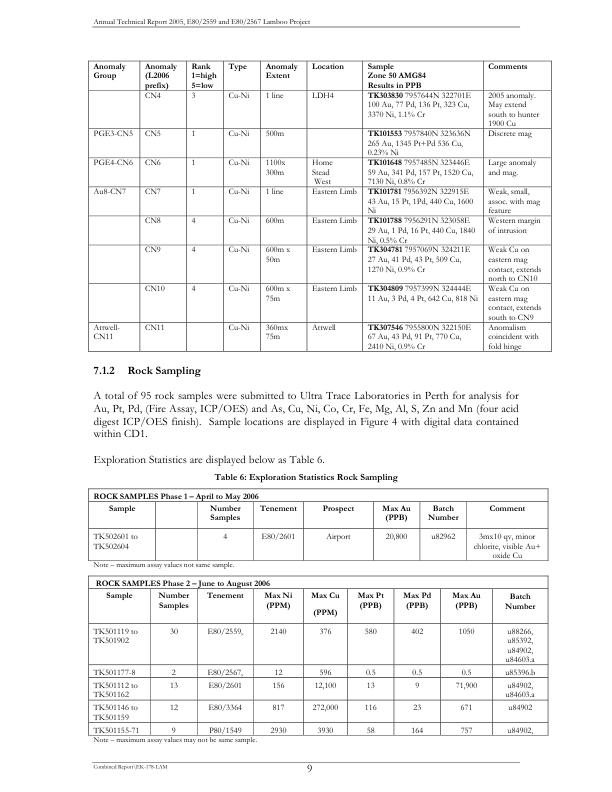 Annual Technical Report 2005, E80/2559 and E80/2567 Lamboo Project
Anomaly Group | Anomaly (L2006 prefix) | Rank 1=high 5=low | Type | Anomaly Extent | Location | Sample Zone 50 AMG84 Results in PPB | Comments
CN4 | 3 | Cu-Ni | 1 line | LDH4 | TK303830 7957644N 322701E 100 Au, 77 Pd, 136 Pt, 323 Cu, 3370 Ni, 1.1% Cr | 2005 anomaly. May extend south to hunter 1900 Cu
PGE3-CN5 | CN5 | 1 | Cu-Ni | 500m | TK101553 7957840N 323636N 265 Au, 1345 Pt+Pd 536 Cu, 0.23% Ni | Discrete mag
PGE4-CN6 | CN6 | 1 | Cu-Ni | 1100x 300m | Home Stead West | TK101648 7957485N 323446E 59 Au, 341 Pd, 157 Pt, 1520 Cu, 7130 Ni, 0.8% Cr | Large anomaly and mag.
Au8-CN7 | CN7 | 1 | Cu-Ni | 1 line | Eastern Limb | TK101781 7956392N 322915E 43 Au, 15 Pt, 1Pd, 440 Cu, 1600 Ni | Weak, small, assoc. with mag feature
CN8 | 4 | Cu-Ni | 600m | Eastern Limb | TK101788 7956291N 323058E 29 Au, 1 Pd, 16 Pt, 440 Cu, 1840 Ni, 0.5% Cr | Western margin of intrusion
CN9 | 4 | Cu-Ni | 600m x 50m | Eastern Limb | TK304781 7957069N 324211E 27 Au, 41 Pd, 43 Pt, 509 Cu, 1270 Ni, 0.9% Cr | Weak Cu on eastern mag contact, extends north to CN10
CN10 | 4 | Cu-Ni | 600m x 75m | Eastern Limb | TK304809 7957399N 324444E 11 Au, 3 Pd, 4 Pt, 642 Cu, 818 Ni | Weak Cu on eastern mag contact, extends south to CN9
Attwell-CN11 | CN11 | Cu-Ni | 360mx 75m | Attwell | TK307546 7955800N 322150E 67 Au, 43 Pd, 91 Pt, 770 Cu, 2410 Ni, 0.9% Cr | Anomalism coincident with fold hinge
7.1.2 Rock Sampling
A total of 95 rock samples were submitted to Ultra Trace Laboratories in Perth for analysis for
Au, Pt, Pd, (Fire Assay, ICP/OES) and As, Cu, Ni, Co, Cr, Fe, Mg, Al, S, Zn and Mn (four acid
digest ICP/OES finish). Sample locations are displayed in Figure 4 with digital data contained
within CD1.
Exploration Statistics are displayed below as Table 6.
Table 6: Exploration Statistics Rock Sampling
ROCK SAMPLES Phase 1 – April to May 2006
Sample | Number Samples | Tenement | Prospect | Max Au (PPB) | Batch Number | Comment
TK502601 to TK502604 | 4 | E80/2601 | Airport | 20,800 | u82962 | 3mx10 qv, minor chlorite, visible Au+ oxide Cu
Note – maximum assay values not same sample.
ROCK SAMPLES Phase 2 – June to August 2006
Sample | Number Samples | Tenement | Max Ni (PPM) | Max Cu (PPM) | Max Pt (PPB) | Max Pd (PPB) | Max Au (PPB) | Batch Number
TK501119 to TK501902 | 30 | E80/2559, | 2140 | 376 | 580 | 402 | 1050 | u88266, u85392, u84902, u84603.a
TK501177-8 | 2 | E80/2567, | 12 | 596 | 0.5 | 0.5 | 0.5 | u85396.b
TK501112 to TK501162 | 13 | E80/2601 | 156 | 12,100 | 13 | 9 | 71,900 | u84902, u84603.a
TK501146 to TK501159 | 12 | E80/3364 | 817 | 272,000 | 116 | 23 | 671 | u84902
TK501155-71 | 9 | P80/1549 | 2930 | 3930 | 58 | 164 | 757 | u84902,
Note – maximum assay values may not be same sample.
Combined Report\EK-178-LAM
9